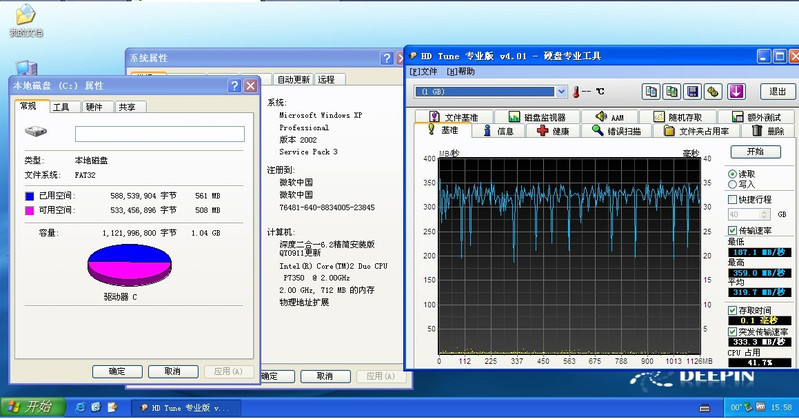 我的文档
本地磁盘 (C:) 属性
常规
工具
硬件
共享
类型:
本地磁盘
文件系统:
FAT32
已用空间:
588,539,904 字节
561 MB
可用空间:
533,456,896 字节
508 MB
容量:
1,121,996,800 字节
1.04 GB
驱动器 C
确定
取消
应用(A)
系统属性
自动更新
远程
系统:
Microsoft Windows XP
Professional
版本 2002
Service Pack 3
注册到:
微软中国
微软中国
76481-640-8834005-23845
计算机:
深度二合一6.2精简安装版
QT0911更新
Intel(R) Core(TM)2 Duo CPU
P7350 @ 2.00GHz
2.00 GHz, 712 MB 的内存
物理地址扩展
确定
取消
应用(A)
HD Tune 专业版 v4.01 - 硬盘专业工具
(F)文件
(H)帮助
(1 GB)
-- ℃
退出
文件基准
磁盘监视器
AAM
随机存取
额外测试
基准
信息
健康
错误扫描
文件夹占用率
删除
MB/秒
毫秒
400
350
300
250
200
150
100
50
40
35
30
25
20
15
10
5
0
112
225
337
450
563
675
788
900
1013
1126MB
开始
读取
写入
快捷行程
40
GB
传输速率
最低
187.1 MB/秒
最高
359.0 MB/秒
平均
319.7 MB/秒
存取时间
0.1 毫秒
突发传输速率
333.3 MB/秒
CPU 占用
41.7%
DEEPIN
开始
HD Tune 专业版 v...
00°
15:58